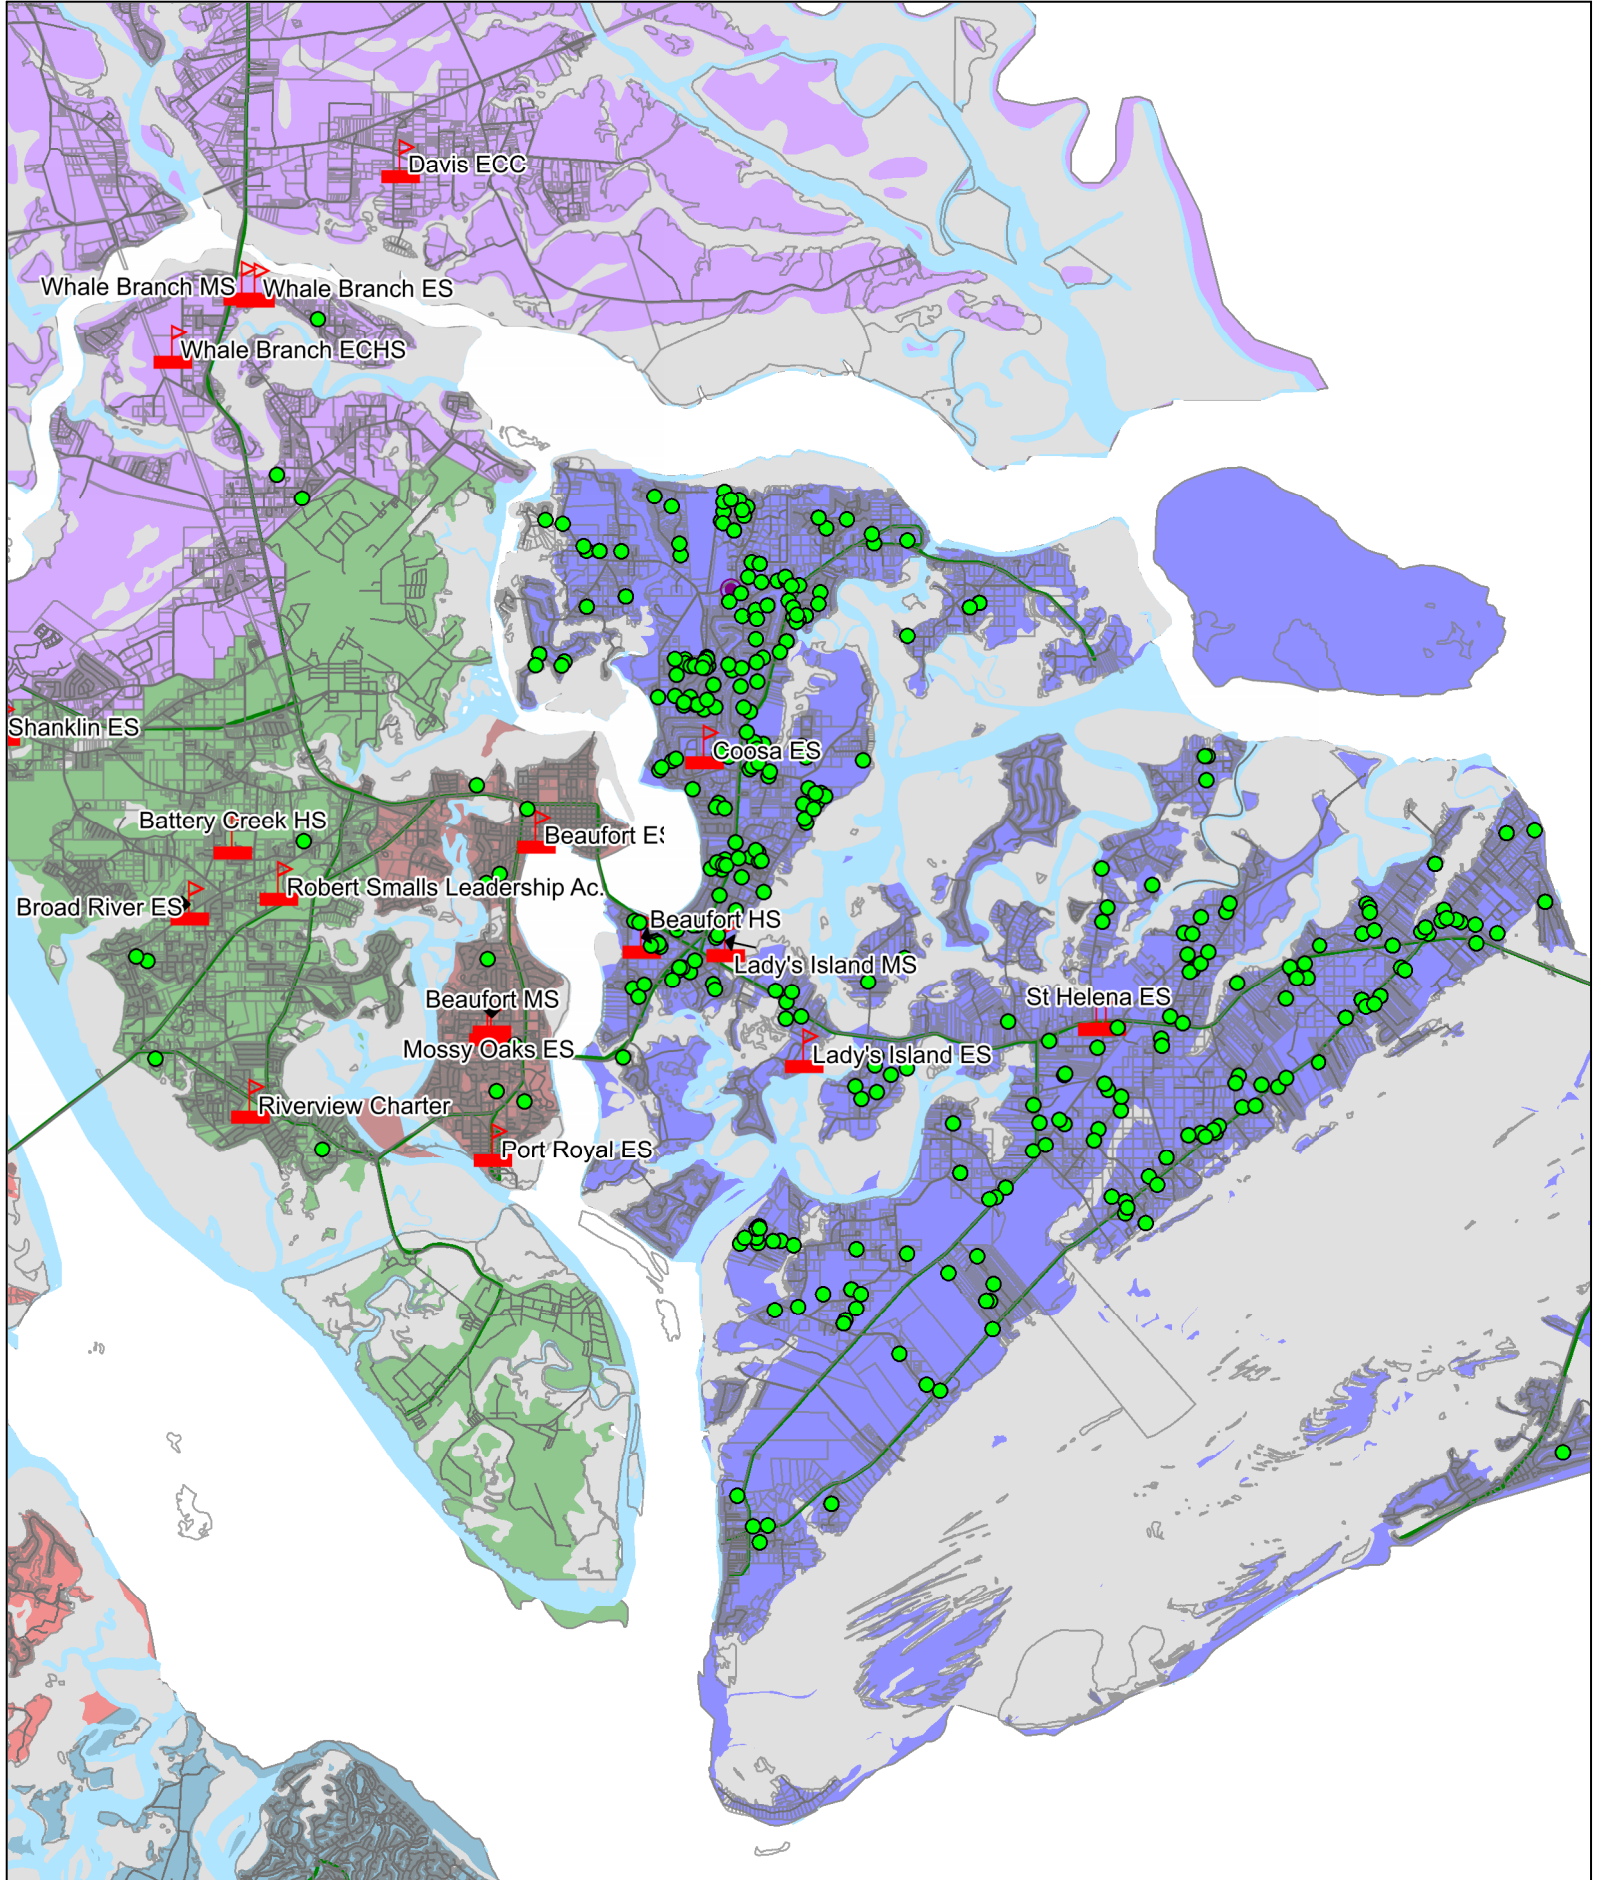 Davis ECC
Whale Branch MS
Whale Branch ES
Whale Branch ECHS
Shanklin ES
Coosa ES
Battery Creek HS
Beaufort ES
Robert Smalls Leadership Ac.
Broad River ES
Beaufort HS
Lady's Island MS
Beaufort MS
St Helena ES
Mossy Oaks ES
Lady's Island ES
Riverview Charter
Port Royal ES